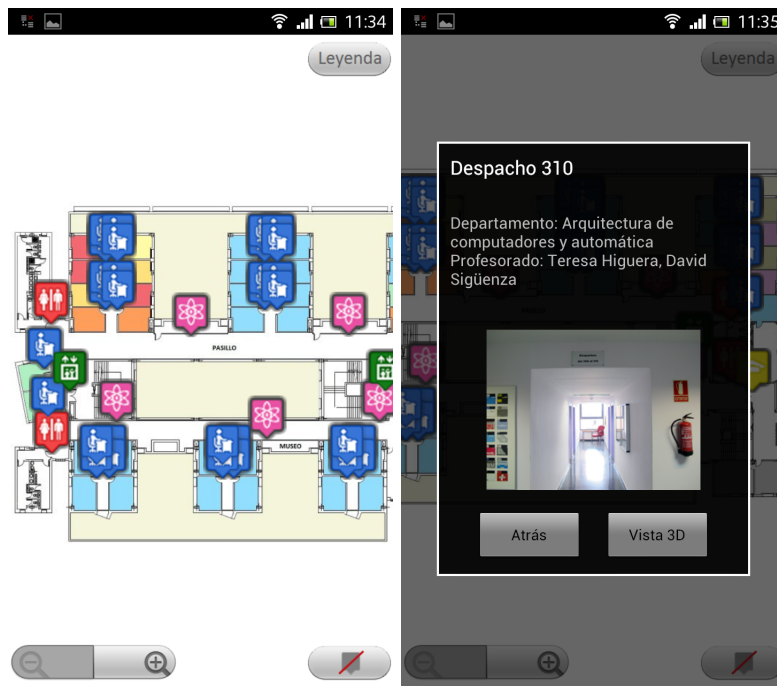 11:34
Leyenda
PASILLO
MUSEO
11:35
Leyenda
Despacho 310
Departamento: Arquitectura de
computadores y automática
Profesorado: Teresa Higuera, David
Sigüenza
Atrás
Vista 3D